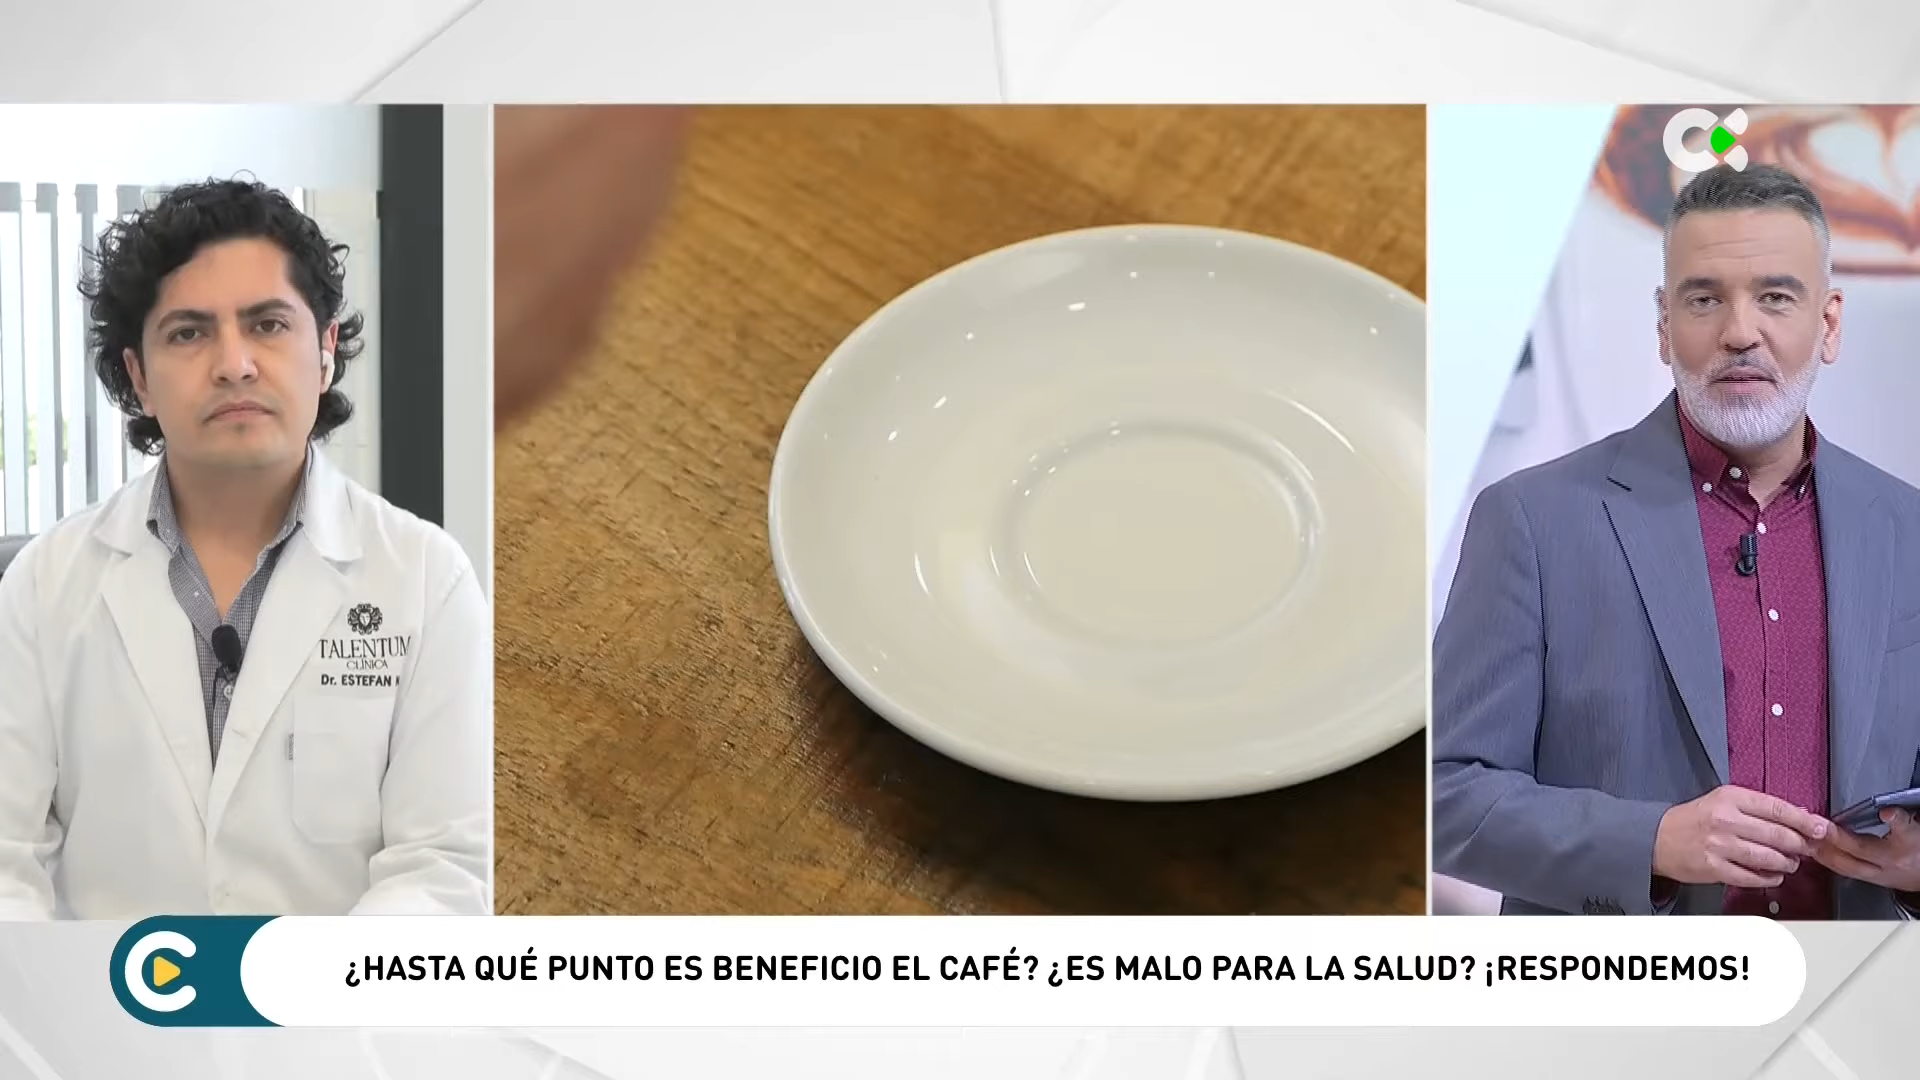 TALENTUM
CLÍNICA
Dr. ESTEFAN
¿HASTA QUÉ PUNTO ES BENEFICIO EL CAFÉ? ¿ES MALO PARA LA SALUD? ¡RESPONDEMOS!